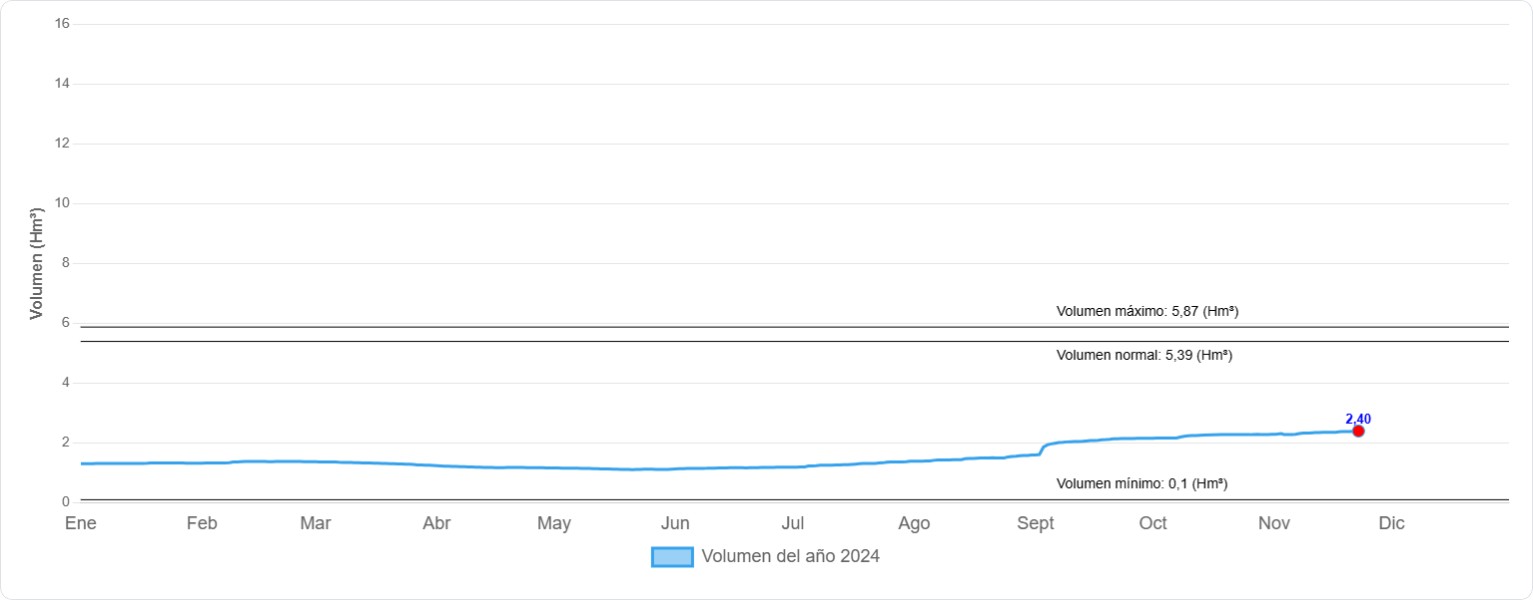 16
14
12
10
8
6
4
2
0
Volumen (Hm³)
Volumen máximo: 5,87 (Hm³)
Volumen normal: 5,39 (Hm³)
2,40
Volumen mínimo: 0,1 (Hm³)
Ene Feb Mar Abr May Jun Jul Ago Sept Oct Nov Dic
Volumen del año 2024